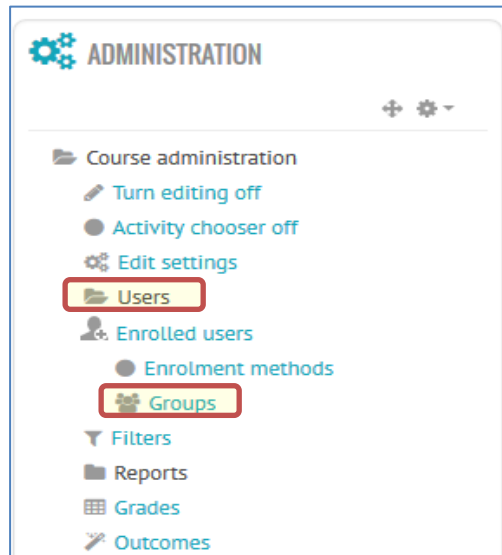 ADMINISTRATION
Course administration
Turn editing off
Activity chooser off
Edit settings
Users
Enrolled users
Enrolment methods
Groups
Filters
Reports
Grades
Outcomes